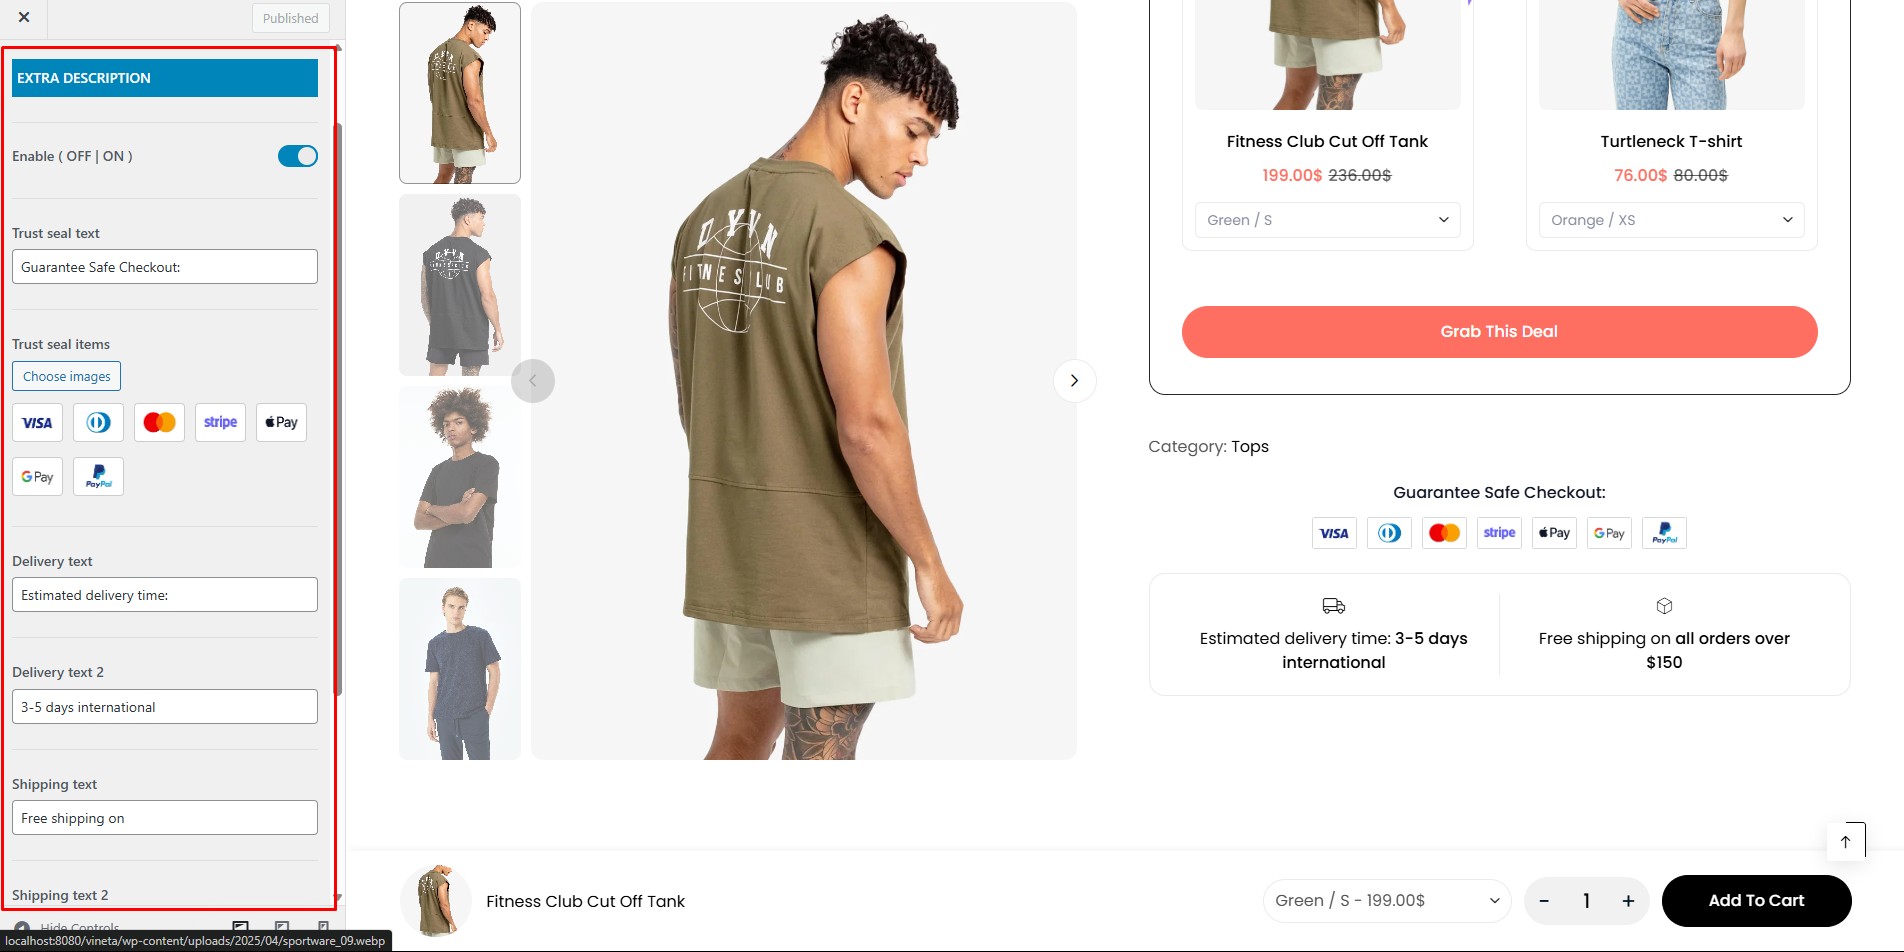 Published
EXTRA DESCRIPTION
Enable ( OFF | ON )
Trust seal text
Guarantee Safe Checkout:
Trust seal items
Choose images
VISA
stripe
Pay
G Pay
PayPal
Delivery text
Estimated delivery time:
Delivery text 2
3-5 days international
Shipping text
Free shipping on
Shipping text 2
Hide Controls
localhost:8080/vineta/wp-content/uploads/2025/04/sportware_09.webp
FITNESS CLUB
Fitness Club Cut Off Tank
199.00$ 236.00$
Green / S
Turtleneck T-shirt
76.00$ 80.00$
Orange / XS
Grab This Deal
Category: Tops
Guarantee Safe Checkout:
VISA
stripe
Pay
G Pay
PayPal
Estimated delivery time: 3-5 days
international
Free shipping on all orders over
$150
Fitness Club Cut Off Tank
Green / S - 199.00$
- 1 +
Add To Cart